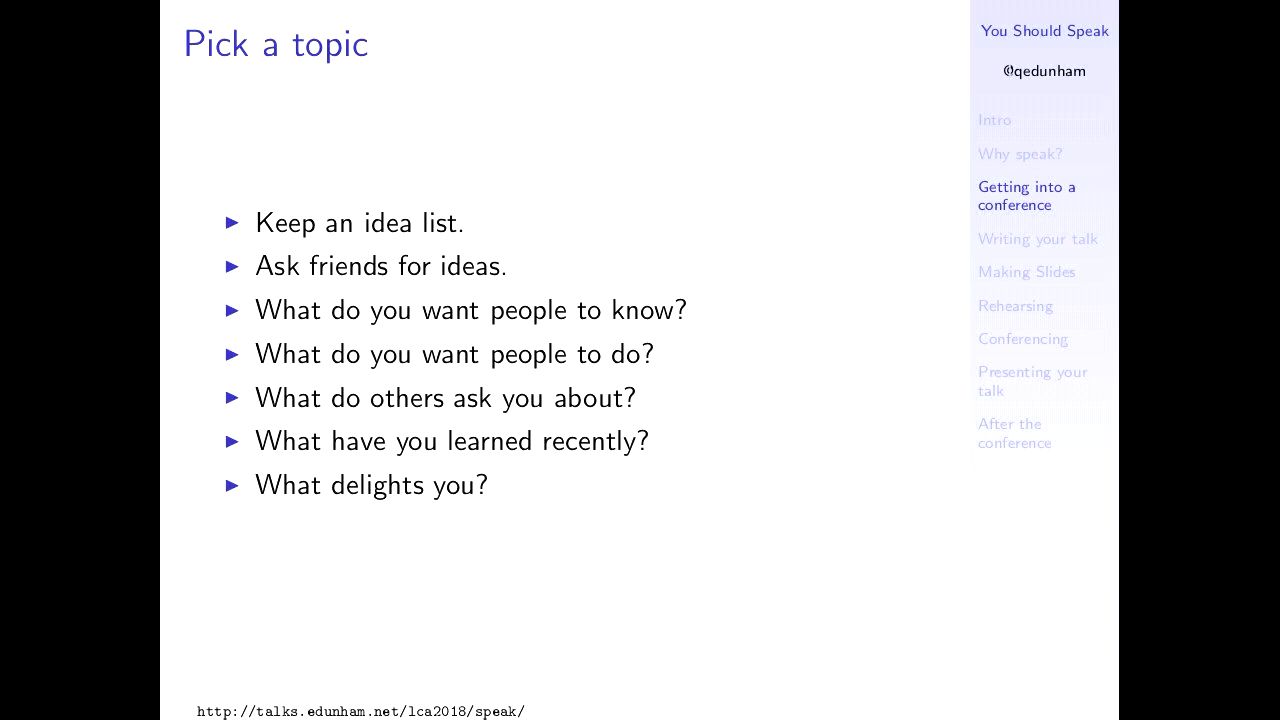 Pick a topic
Keep an idea list.
Ask friends for ideas.
What do you want people to know?
What do you want people to do?
What do others ask you about?
What have you learned recently?
What delights you?
http://talks.edunham.net/lca2018/speak/
You Should Speak
@qedunham
Intro
Why speak?
Getting into a
conference
Writing your talk
Making Slides
Rehearsing
Conferencing
Presenting your
talk
After the
conference